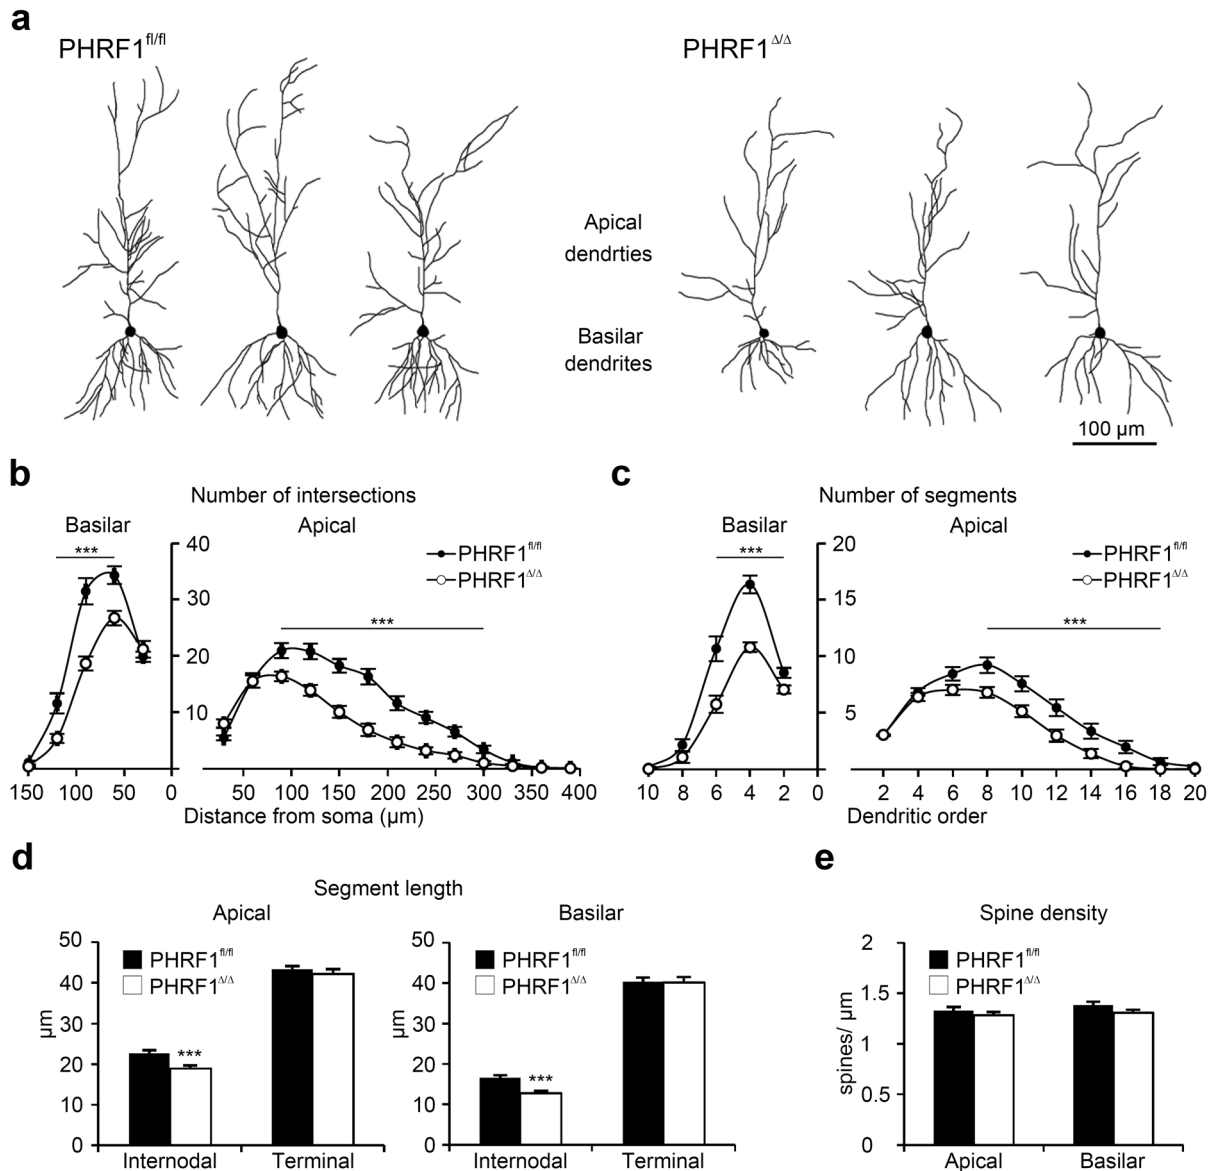 a
PHRF1fl/fl
PHRF1Δ/Δ
Apical
dendrties
Basilar
dendrites
100 µm
b
Number of intersections
Basilar
Apical
***
***
PHRF1fl/fl
PHRF1Δ/Δ
40
30
20
10
150 100 50 0
50 100 150 200 250 300 350 400
Distance from soma (µm)
c
Number of segments
Basilar
Apical
***
***
PHRF1fl/fl
PHRF1Δ/Δ
20
15
10
5
10 8 6 4 2 0
2 4 6 8 10 12 14 16 18 20
Dendritic order
d
Segment length
Apical
µm
50
40
30
20
10
0
PHRF1fl/fl
PHRF1Δ/Δ
***
Internodal Terminal
Basilar
µm
50
40
30
20
10
0
PHRF1fl/fl
PHRF1Δ/Δ
***
Internodal Terminal
e
Spine density
spines/ µm
2
1.5
1
0.5
0
PHRF1fl/fl
PHRF1Δ/Δ
Apical Basilar